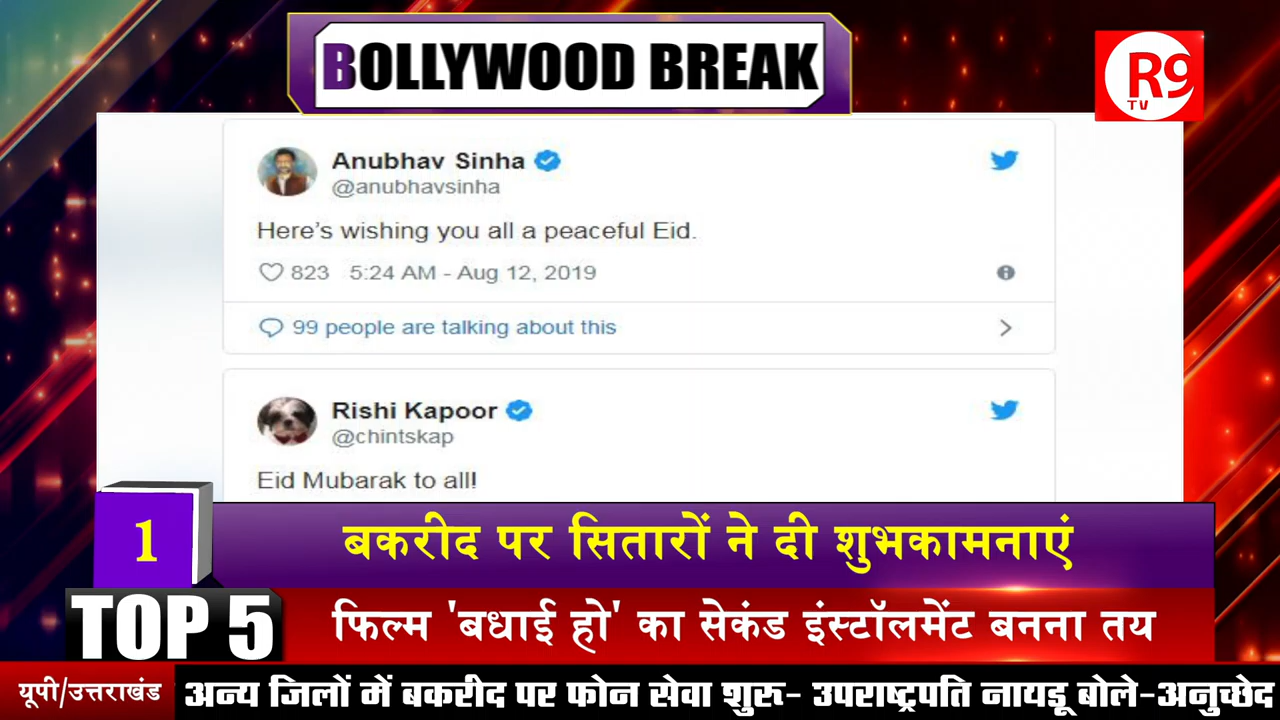 BOLLYWOOD BREAK
R9
TV
Anubhav Sinha
@anubhavsinha
Here's wishing you all a peaceful Eid.
823 5:24 AM - Aug 12, 2019
99 people are talking about this
Rishi Kapoor
@chintskap
Eid Mubarak to all!
1 बकरीद पर सितारों ने दी शुभकामनाएं
TOP 5 फिल्म 'बधाई हो' का सेकंड इंस्टॉलमेंट बनना तय
यूपी/उत्तराखंड अन्य जिलों में बकरीद पर फोन सेवा शुरू- उपराष्ट्रपति नायडू बोले-अनुच्छेद